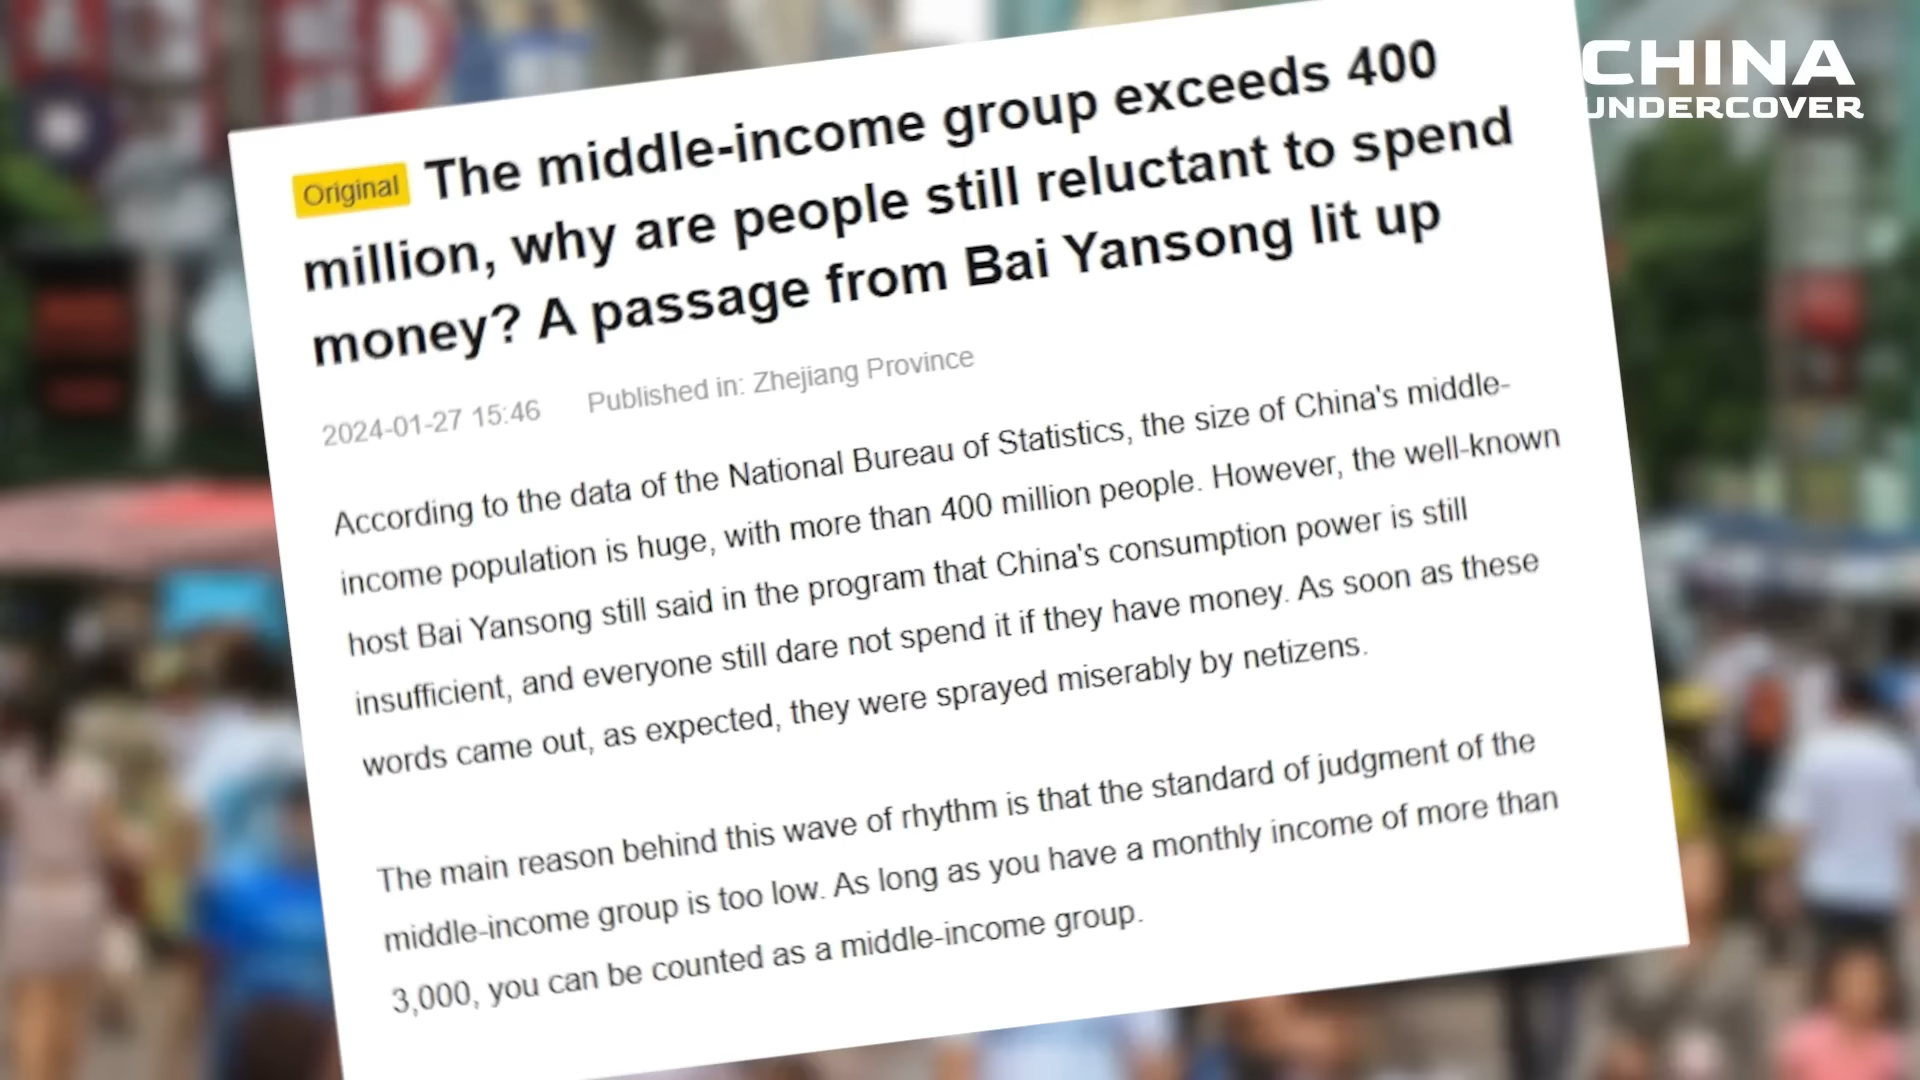 CHINA
UNDERCOVER
Original The middle-income group exceeds 400
million, why are people still reluctant to spend
money? A passage from Bai Yansong lit up
2024-01-27 15:46 Published in: Zhejiang Province
According to the data of the National Bureau of Statistics, the size of China's middle-
income population is huge, with more than 400 million people. However, the well-known
host Bai Yansong still said in the program that China's consumption power is still
insufficient, and everyone still dare not spend it if they have money. As soon as these
words came out, as expected, they were sprayed miserably by netizens.
The main reason behind this wave of rhythm is that the standard of judgment of the
middle-income group is too low. As long as you have a monthly income of more than
3,000, you can be counted as a middle-income group.